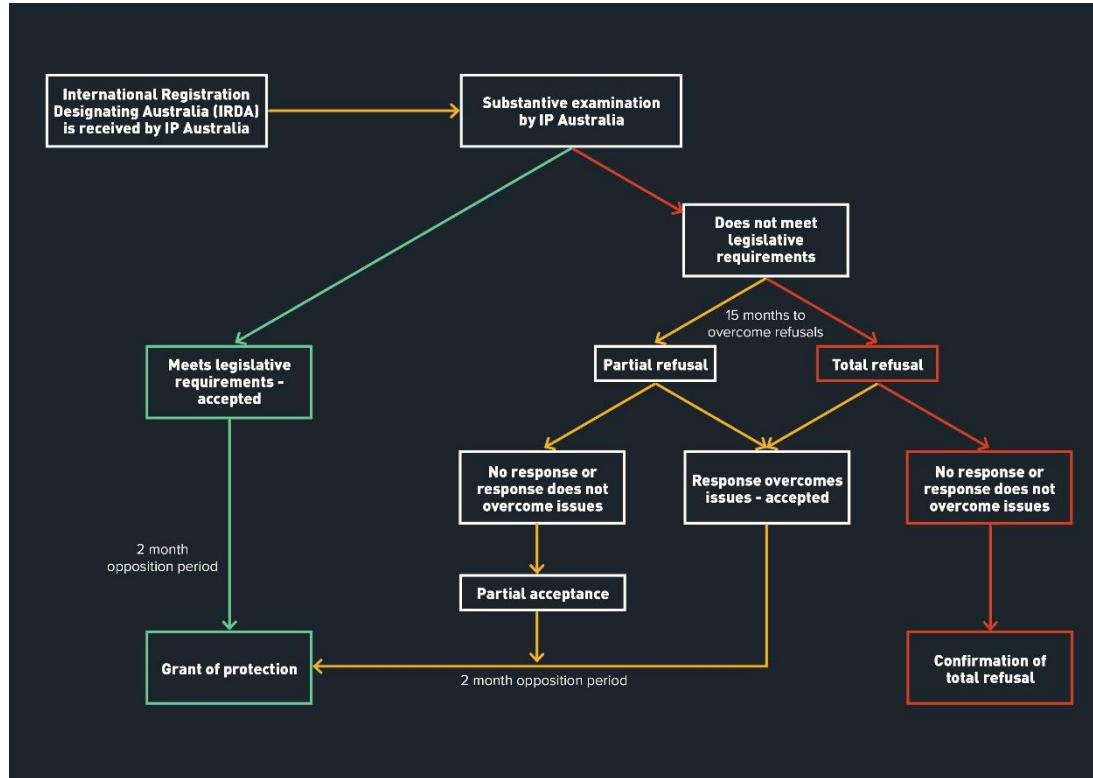 International Registration
Designating Australia (IRDA)
is received by IP Australia
Substantive examination
by IP Australia
Does not meet
legislative
requirements
15 months to
overcome refusals
Meets legislative
requirements -
accepted
Partial refusal
Total refusal
No response or
response does not
overcome issues
Response overcomes
issues - accepted
No response or
response does not
overcome issues
2 month
opposition period
Partial acceptance
Grant of protection
2 month opposition period
Confirmation of
total refusal